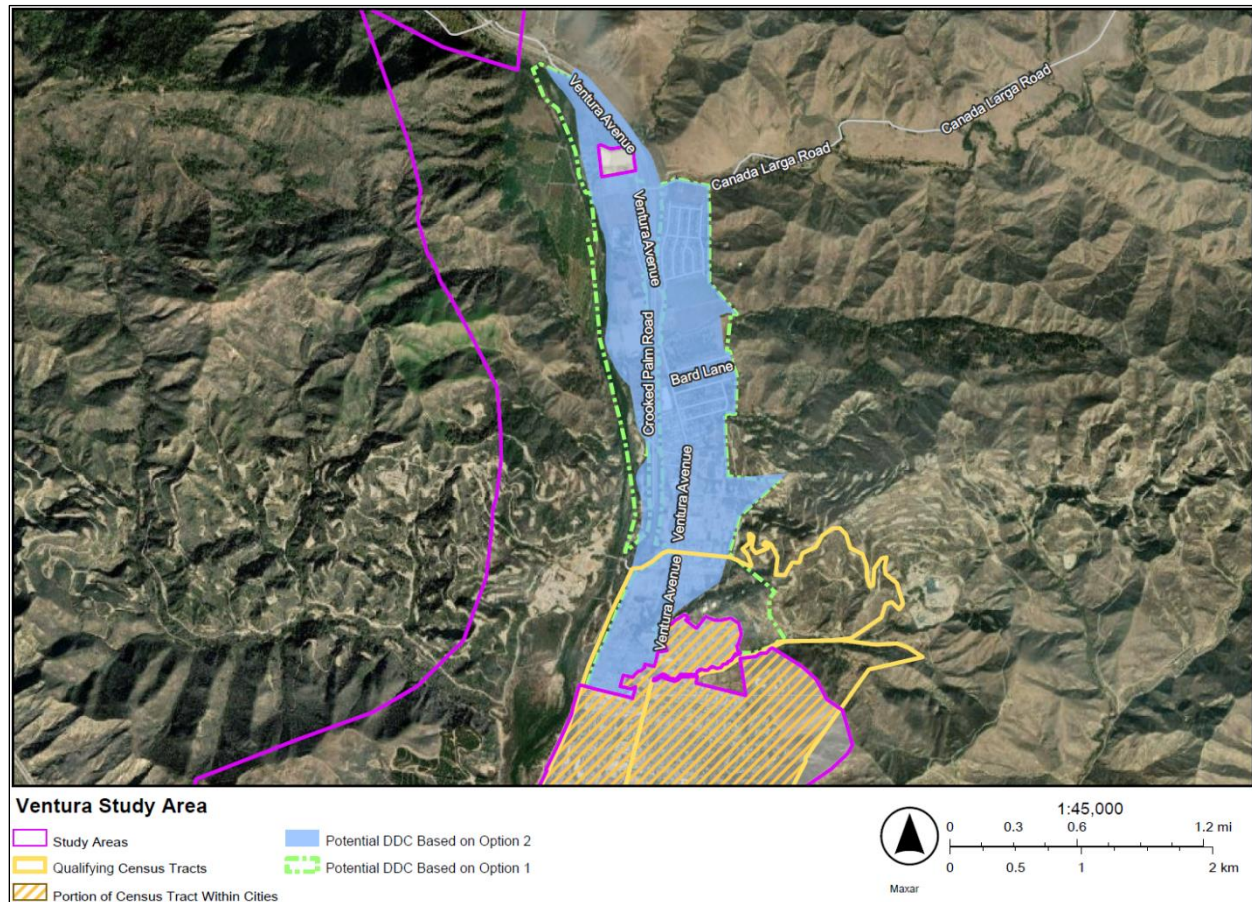 Ventura Avenue
Canada Larga Road
Canada Larga Road
Ventura Avenue
Crooked Palm Road
Bard Lane
Ventura Avenue
Ventura Avenue
Ventura Study Area
Study Areas
Qualifying Census Tracts
Portion of Census Tract Within Cities
Potential DDC Based on Option 2
Potential DDC Based on Option 1
Maxar
1:45,000
0 0.3 0.6 1.2 mi
0 0.5 1 2 km